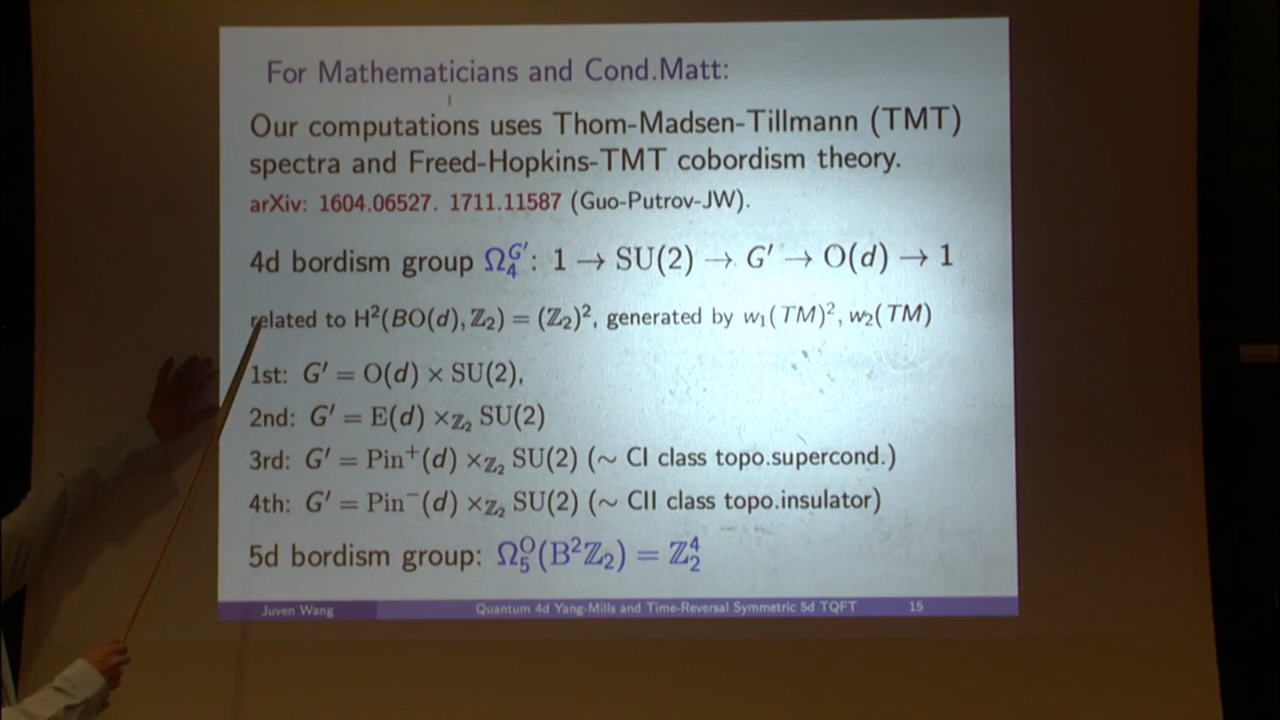 For Mathematicians and Cond.Matt:
Our computations uses Thom-Madsen-Tillmann (TMT)
spectra and Freed-Hopkins-TMT cobordism theory.
arXiv: 1604.06527. 1711.11587 (Guo-Putrov-JW).
4d bordism group Ω₄^{G′}: 1 → SU(2) → G′ → O(d) → 1
related to H²(BO(d), ℤ₂) = (ℤ₂)², generated by w₁(TM)², w₂(TM)
1st: G′ = O(d) × SU(2),
2nd: G′ = E(d) ×_{ℤ₂} SU(2)
3rd: G′ = Pin⁺(d) ×_{ℤ₂} SU(2) (∼ CI class topo.supercond.)
4th: G′ = Pin⁻(d) ×_{ℤ₂} SU(2) (∼ CII class topo.insulator)
5d bordism group: Ω₅^O(B²ℤ₂) = ℤ₂⁴
Juven Wang Quantum 4d Yang-Mills and Time-Reversal Symmetric 5d TQFT 15